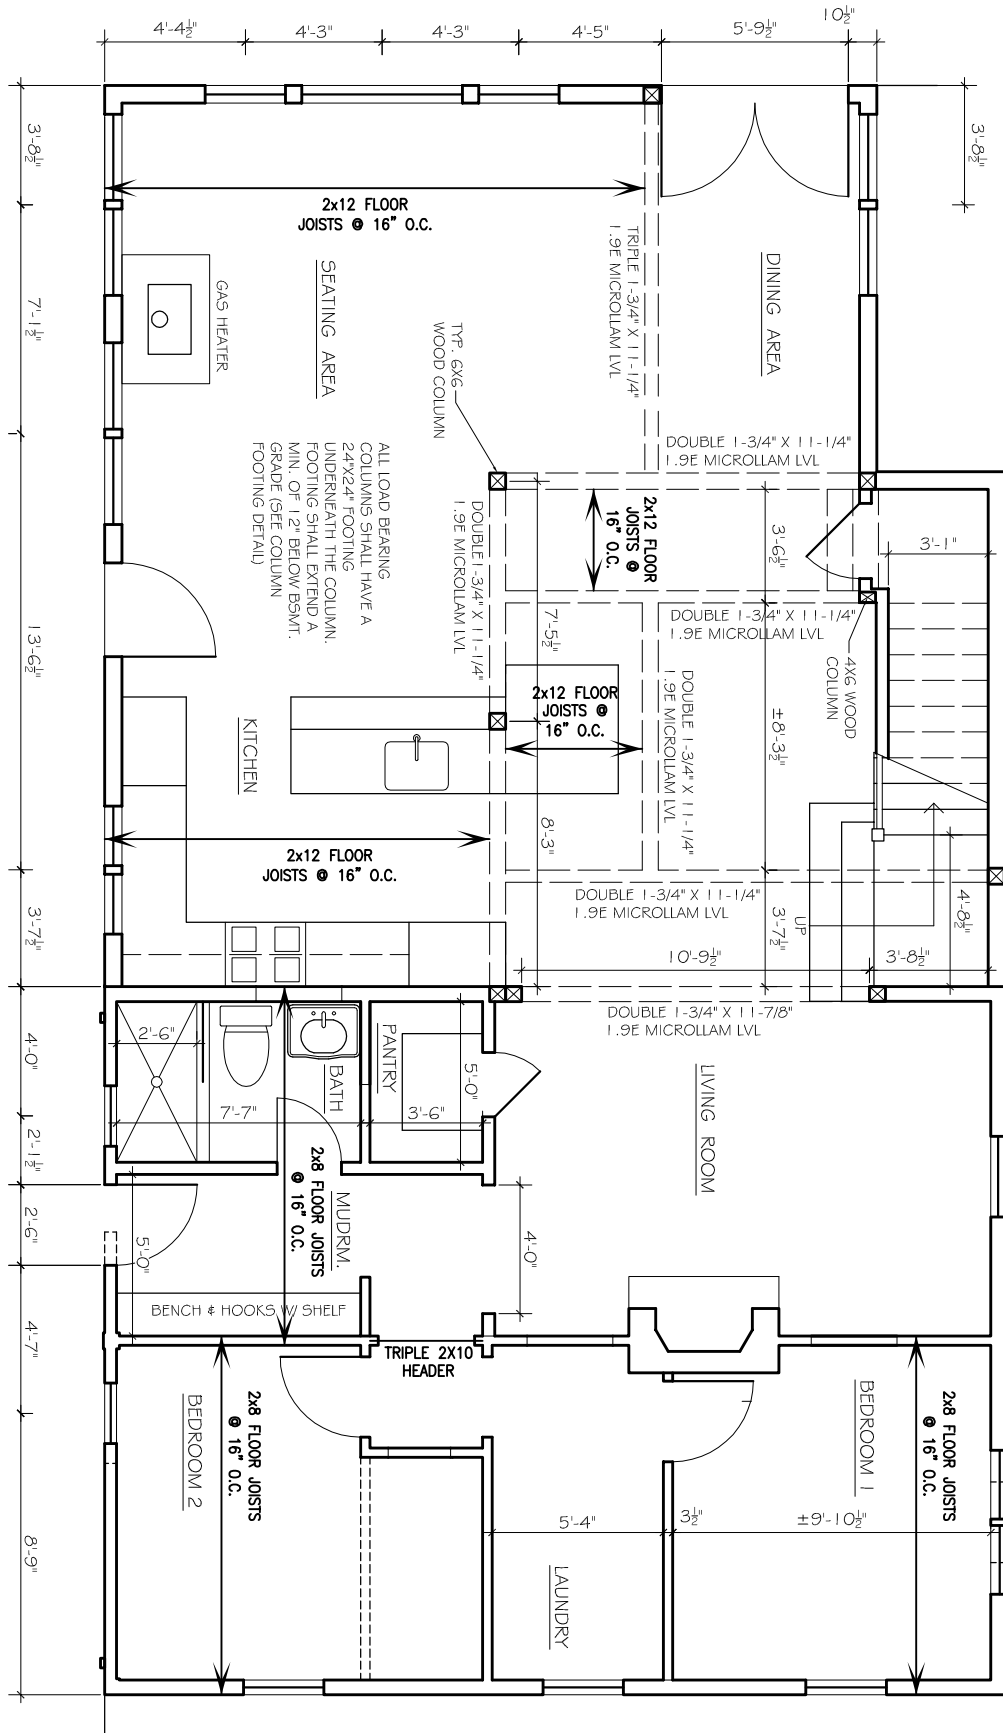 4'-4½"
4'-3"
4'-3"
4'-5"
5'-9½"
10½"
3'-8½"
3'-8½"
2x12 FLOOR
JOISTS @ 16" O.C.
TRIPLE 1-3/4" X 11-1/4"
1.9E MICROLLAM LVL
DINING AREA
SEATING AREA
GAS HEATER
7'-1½"
TYP. 6X6
WOOD COLUMN
DOUBLE 1-3/4" X 11-1/4"
1.9E MICROLLAM LVL
ALL LOAD BEARING
COLUMNS SHALL HAVE A
24"X24" FOOTING
UNDERNEATH THE COLUMN.
FOOTING SHALL EXTEND A
MIN. OF 12" BELOW BSMT.
GRADE (SEE COLUMN
FOOTING DETAIL)
DOUBLE 1-3/4" X 11-1/4"
1.9E MICROLLAM LVL
2x12 FLOOR
JOISTS @
16" O.C.
3'-6½"
3'-1"
DOUBLE 1-3/4" X 11-1/4"
1.9E MICROLLAM LVL
7'-5½"
13'-6½"
4X6 WOOD
COLUMN
DOUBLE 1-3/4" X 11-1/4"
1.9E MICROLLAM LVL
2x12 FLOOR
JOISTS @
16" O.C.
±8'-3½"
KITCHEN
8'-3"
2x12 FLOOR
JOISTS @ 16" O.C.
DOUBLE 1-3/4" X 11-1/4"
1.9E MICROLLAM LVL
UP
4'-8½"
3'-7½"
3'-7½"
10'-9½"
3'-8½"
DOUBLE 1-3/4" X 11-7/8"
1.9E MICROLLAM LVL
4'-0"
2'-6"
BATH
PANTRY
5'-0"
7'-7"
3'-6"
LIVING ROOM
2'-1½"
2x8 FLOOR JOISTS
@ 16" O.C.
MUDRM.
2'-6"
5'-0"
4'-0"
BENCH & HOOKS W/ SHELF
4'-7"
TRIPLE 2X10
HEADER
BEDROOM 2
2x8 FLOOR JOISTS
@ 16" O.C.
BEDROOM 1
2x8 FLOOR JOISTS
@ 16" O.C.
8'-9"
5'-4"
3½"
±9'-10½"
LAUNDRY